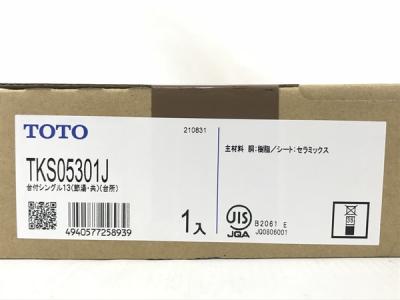 TOTO
210831
主材料 胴:樹脂/シート:セラミックス
TKS05301J
台付シングル13(節湯・共)(台所)
1入
JIS
JQA
B2061 E
JQ0806001
4940577258939